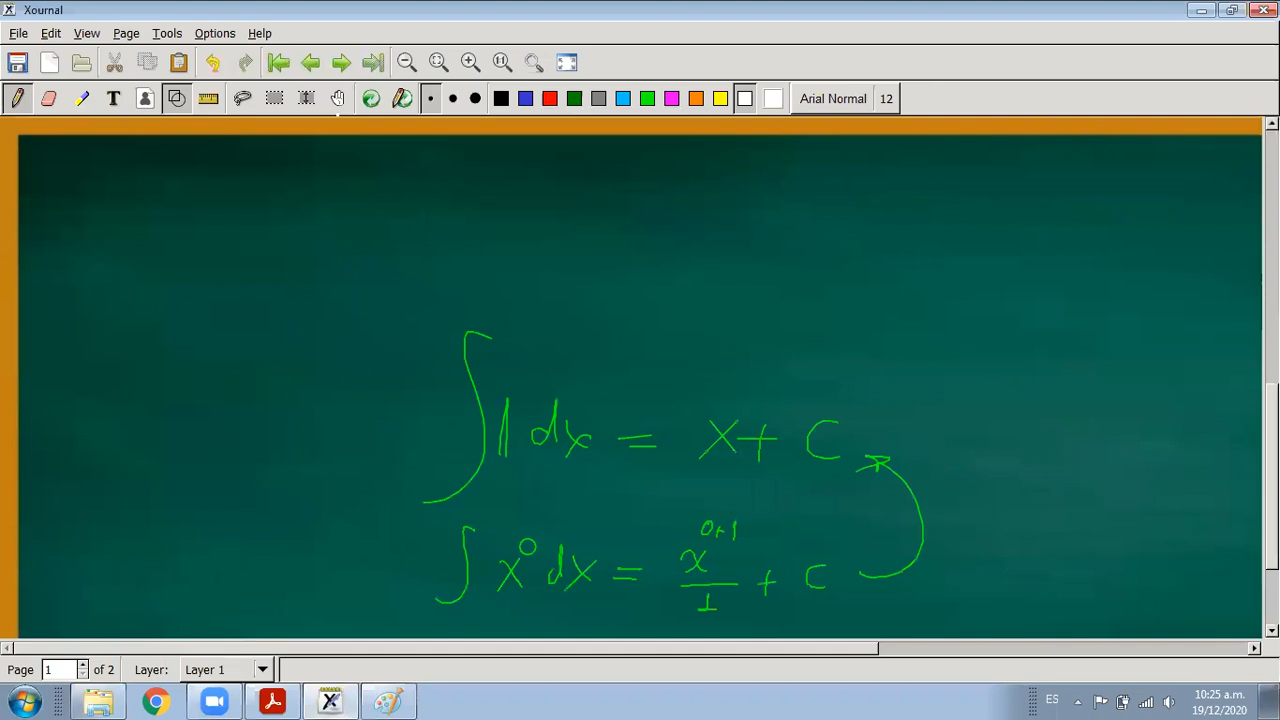 Xournal
File Edit View Page Tools Options Help
Arial Normal 12
∫ 1 dx = x + C
∫ x⁰ dx = x⁰⁺¹/1 + C
Page 1 of 2 Layer: Layer 1
ES 10:25 a.m.
19/12/2020